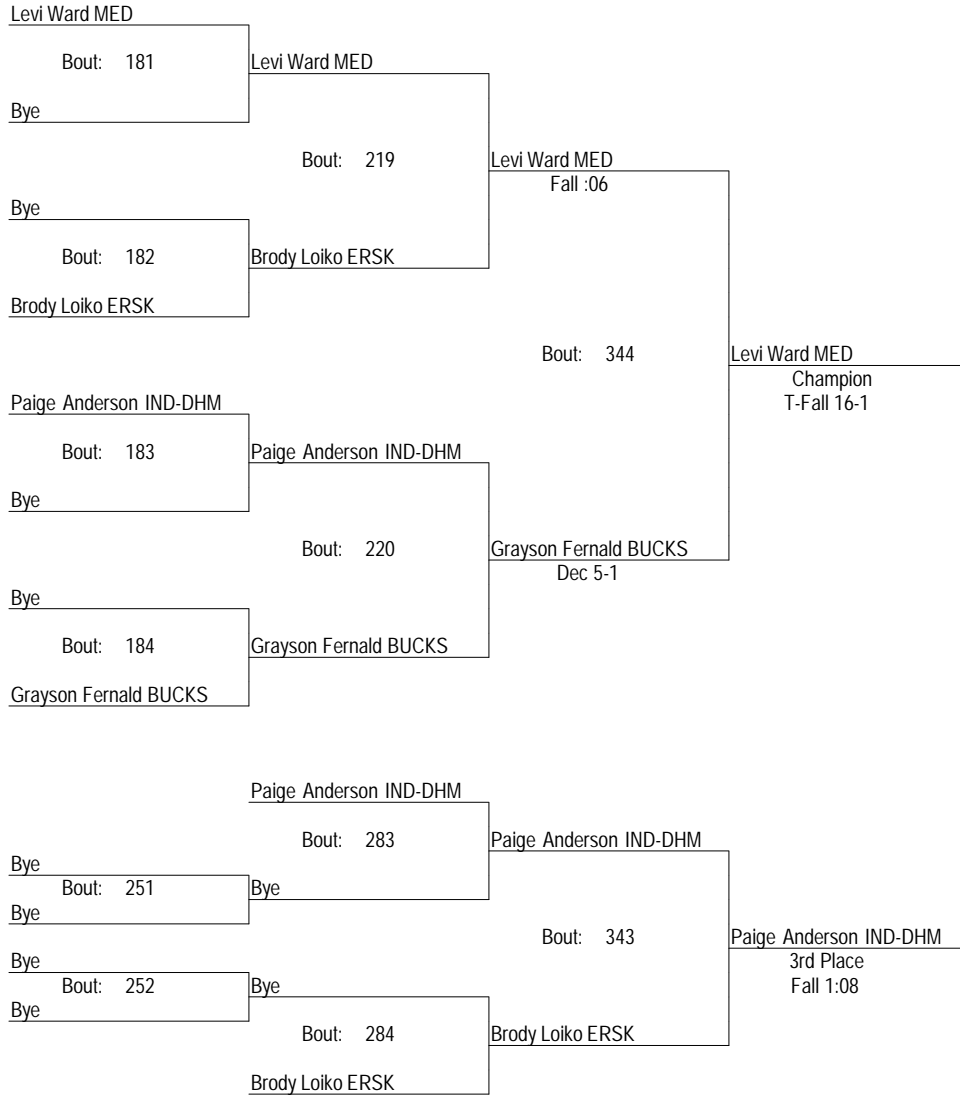 Levi Ward MED
Bout: 181
Levi Ward MED
Bye
Bout: 219
Levi Ward MED
Fall :06
Bye
Bout: 182
Brody Loiko ERSK
Brody Loiko ERSK
Bout: 344
Levi Ward MED
Champion
T-Fall 16-1
Paige Anderson IND-DHM
Bout: 183
Paige Anderson IND-DHM
Bye
Bout: 220
Grayson Fernald BUCKS
Dec 5-1
Bye
Bout: 184
Grayson Fernald BUCKS
Grayson Fernald BUCKS
Paige Anderson IND-DHM
Bout: 283
Paige Anderson IND-DHM
Bye
Bout: 251
Bye
Bye
Bout: 343
Paige Anderson IND-DHM
3rd Place
Fall 1:08
Bye
Bout: 252
Bye
Bye
Bout: 284
Brody Loiko ERSK
Brody Loiko ERSK